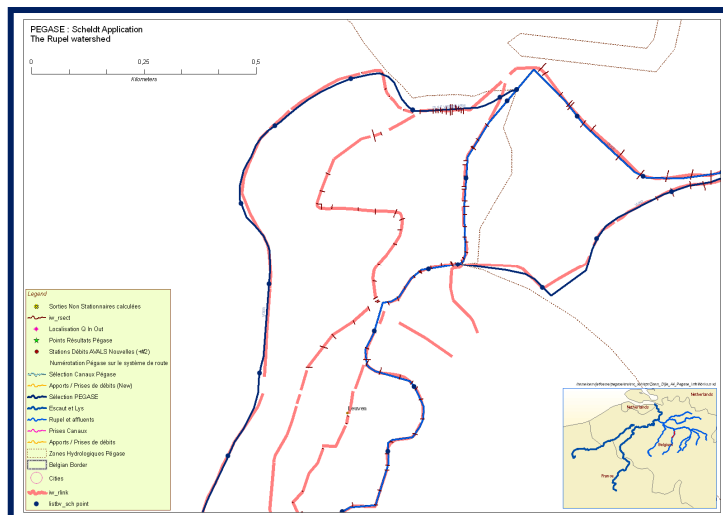 PEGASE : Scheldt Application
The Rupel watershed
0 0,25 0,5
Kilometers
Legend
Sorties Non Stationnaires calculées
iw_rsect
Localisation Q In Out
Points Résultats Pégase
Stations Débits AVALS Nouvelles
Numérotation Pégase sur le système de route
Sélection Canaux Pégase
Apports / Prises de débits (New)
Sélection PEGASE
Escaut et Lys
Rupel et affluents
Prises Canaux
Apports / Prises de débits
Zones Hydrologiques Pégase
Belgian Border
Cities
iw_rlink
listbv_sch point
Netherlands
Netherlands
Belgium
France